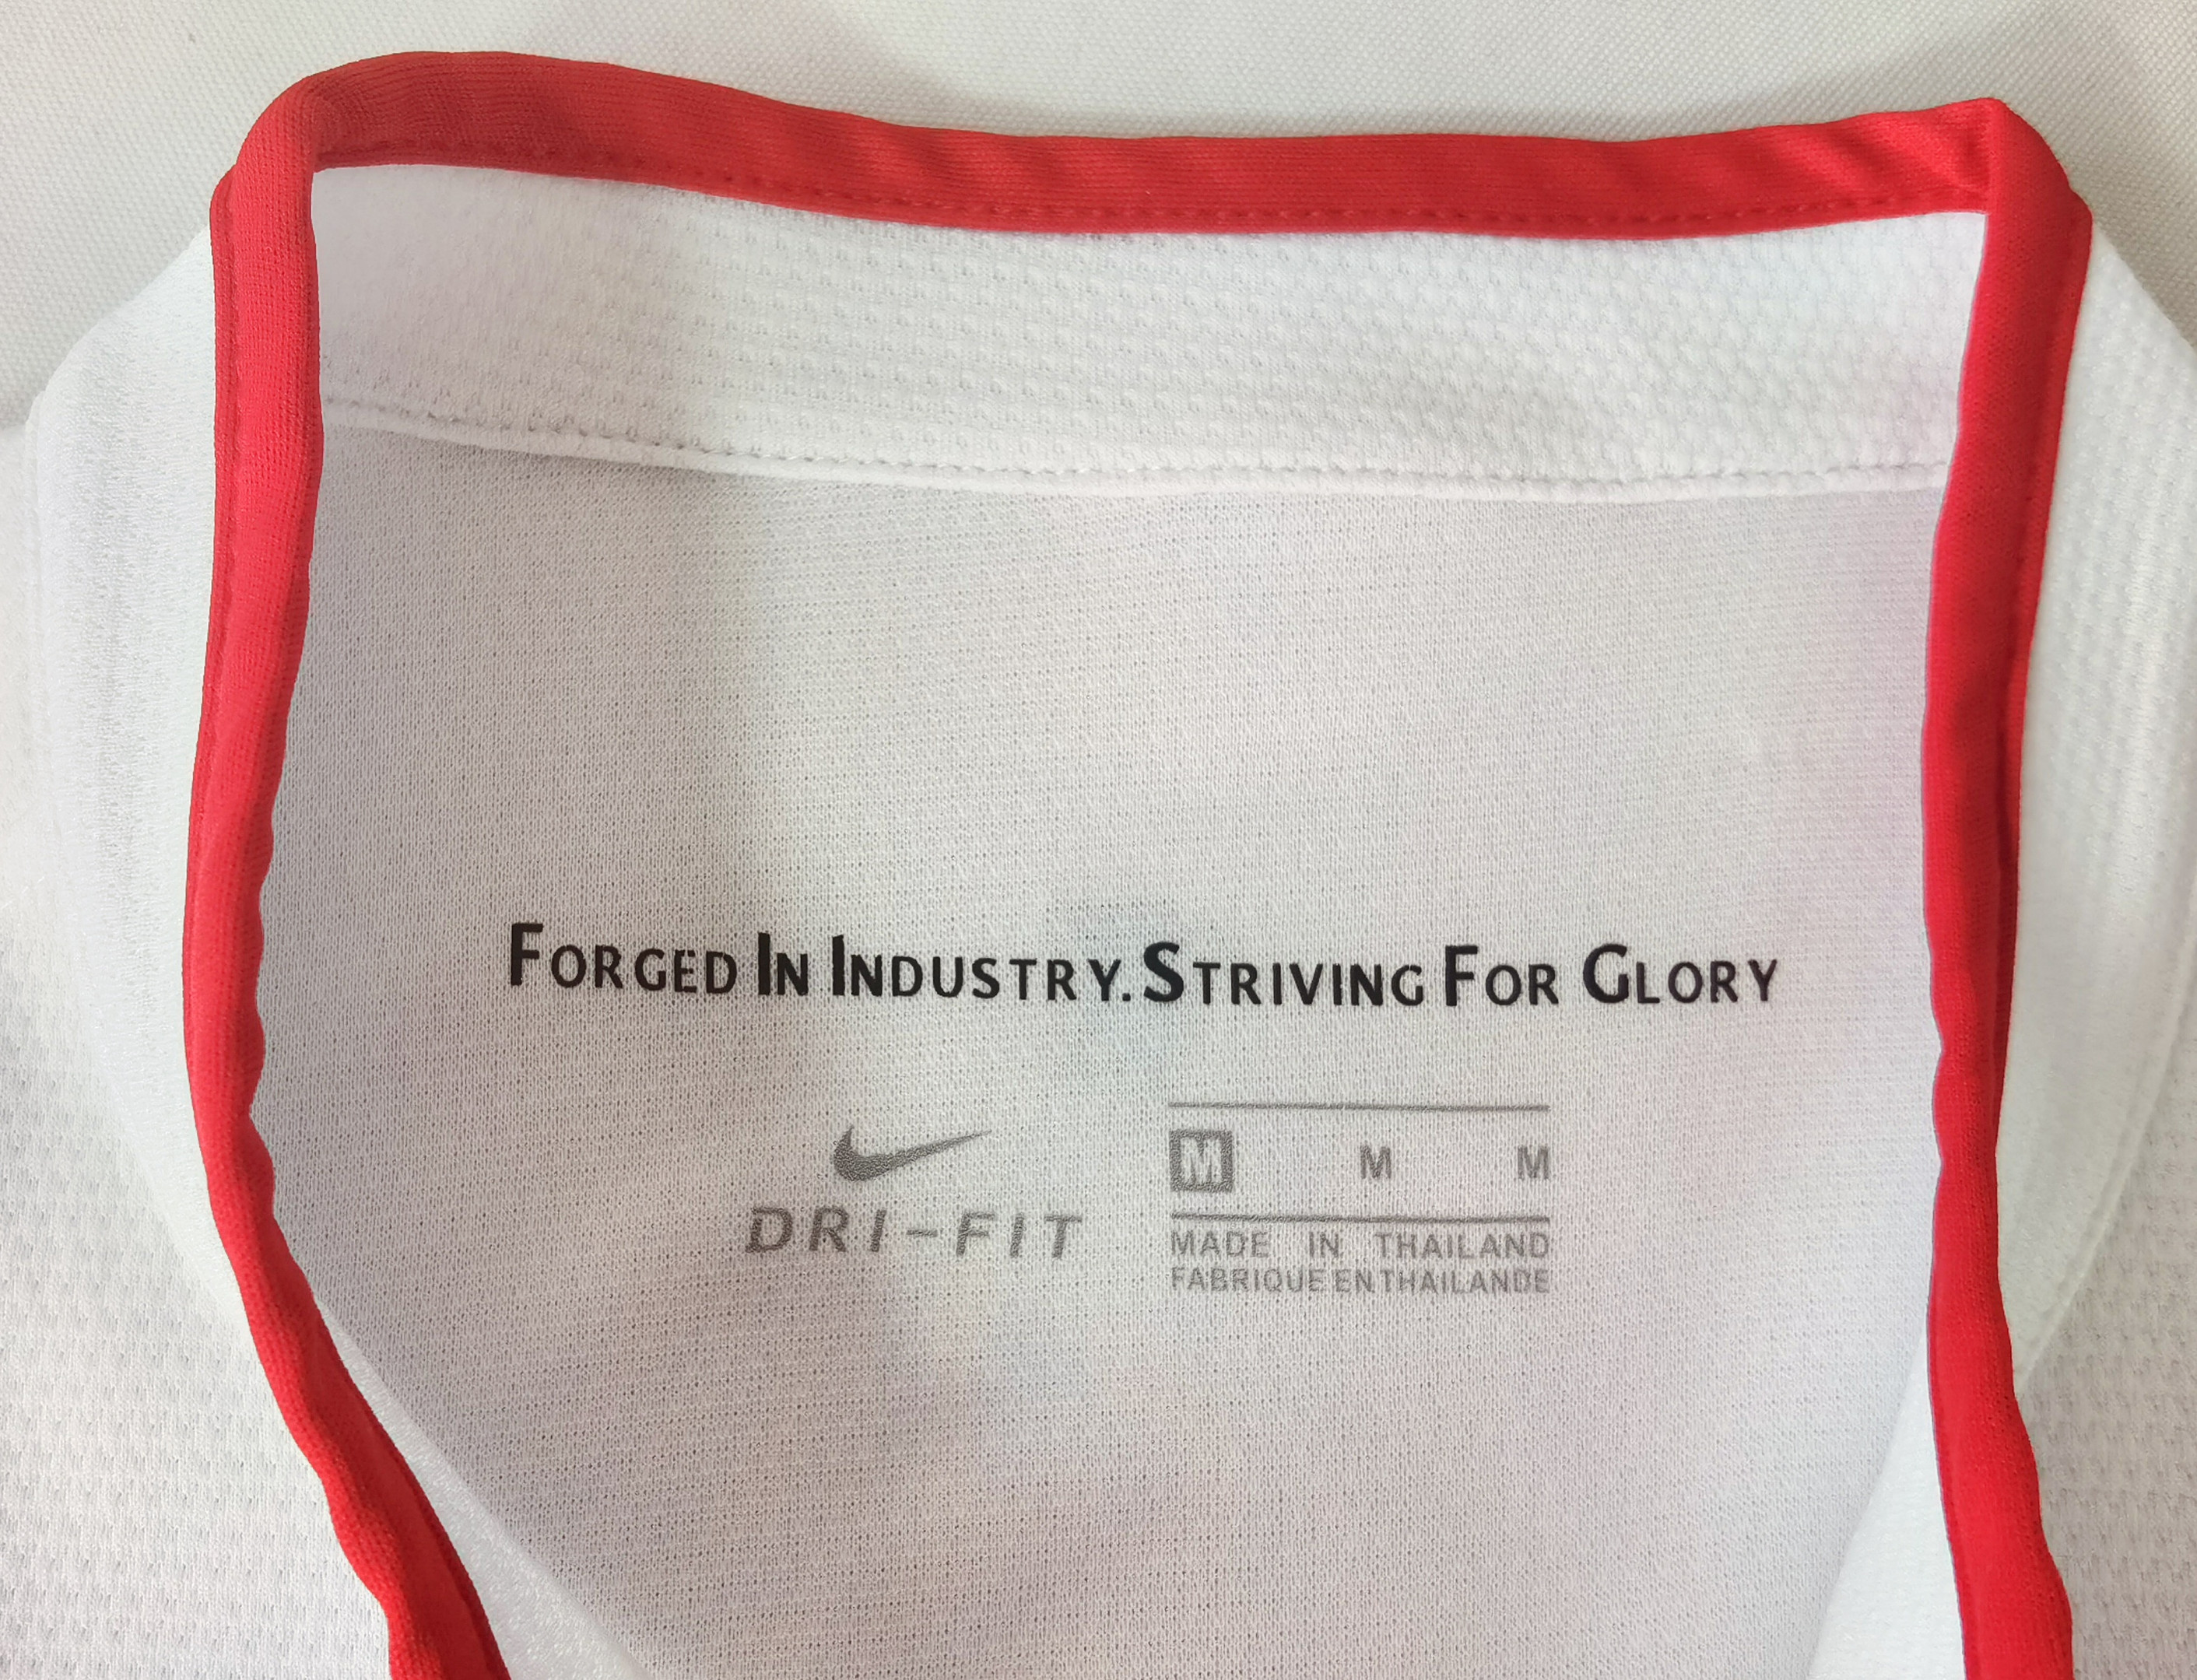 FORGED IN INDUSTRY. STRIVING FOR GLORY
DRI-FIT
M M M
MADE IN THAILAND
FABRIQUE EN THAILANDE